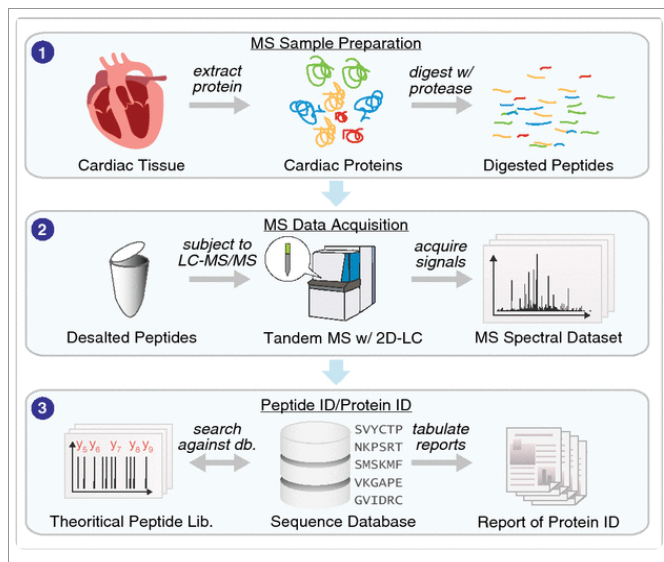 1
MS Sample Preparation
extract
protein
digest w/
protease
Cardiac Tissue
Cardiac Proteins
Digested Peptides
2
MS Data Acquisition
subject to
LC-MS/MS
acquire
signals
Desalted Peptides
Tandem MS w/ 2D-LC
MS Spectral Dataset
3
Peptide ID/Protein ID
y5 y6 y7 y8 y9
search
against db.
SVYCTP
NKPSRT
SMSKMF
VKGAPE
GVIDRC
tabulate
reports
Theoritical Peptide Lib.
Sequence Database
Report of Protein ID